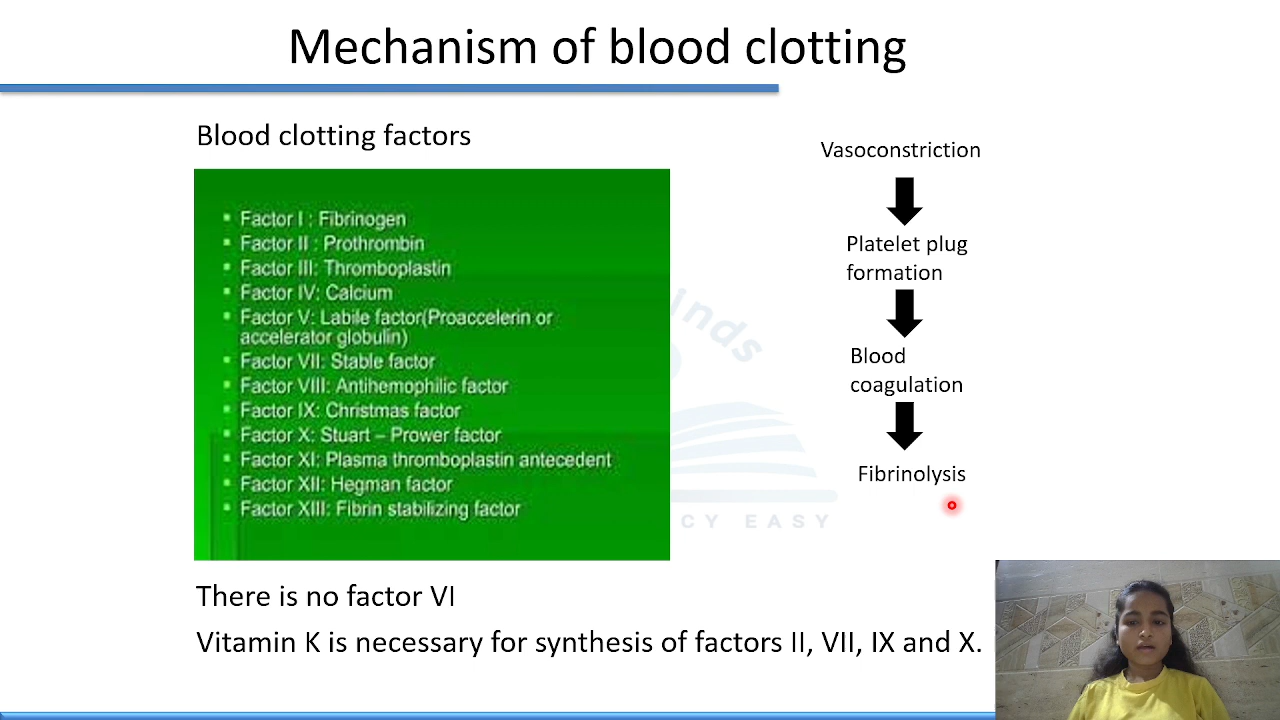 Mechanism of blood clotting
Blood clotting factors
Factor I : Fibrinogen
Factor II : Prothrombin
Factor III: Thromboplastin
Factor IV: Calcium
Factor V: Labile factor(Proaccelerin or
accelerator globulin)
Factor VII: Stable factor
Factor VIII: Antihemophilic factor
Factor IX: Christmas factor
Factor X: Stuart – Prower factor
Factor XI: Plasma thromboplastin antecedent
Factor XII: Hegman factor
Factor XIII: Fibrin stabilizing factor
There is no factor VI
Vitamin K is necessary for synthesis of factors II, VII, IX and X.
Vasoconstriction
Platelet plug
formation
Blood
coagulation
Fibrinolysis
EASY